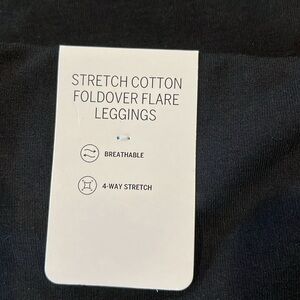 STRETCH COTTON
FOLDOVER FLARE
LEGGINGS
BREATHABLE
4-WAY STRETCH